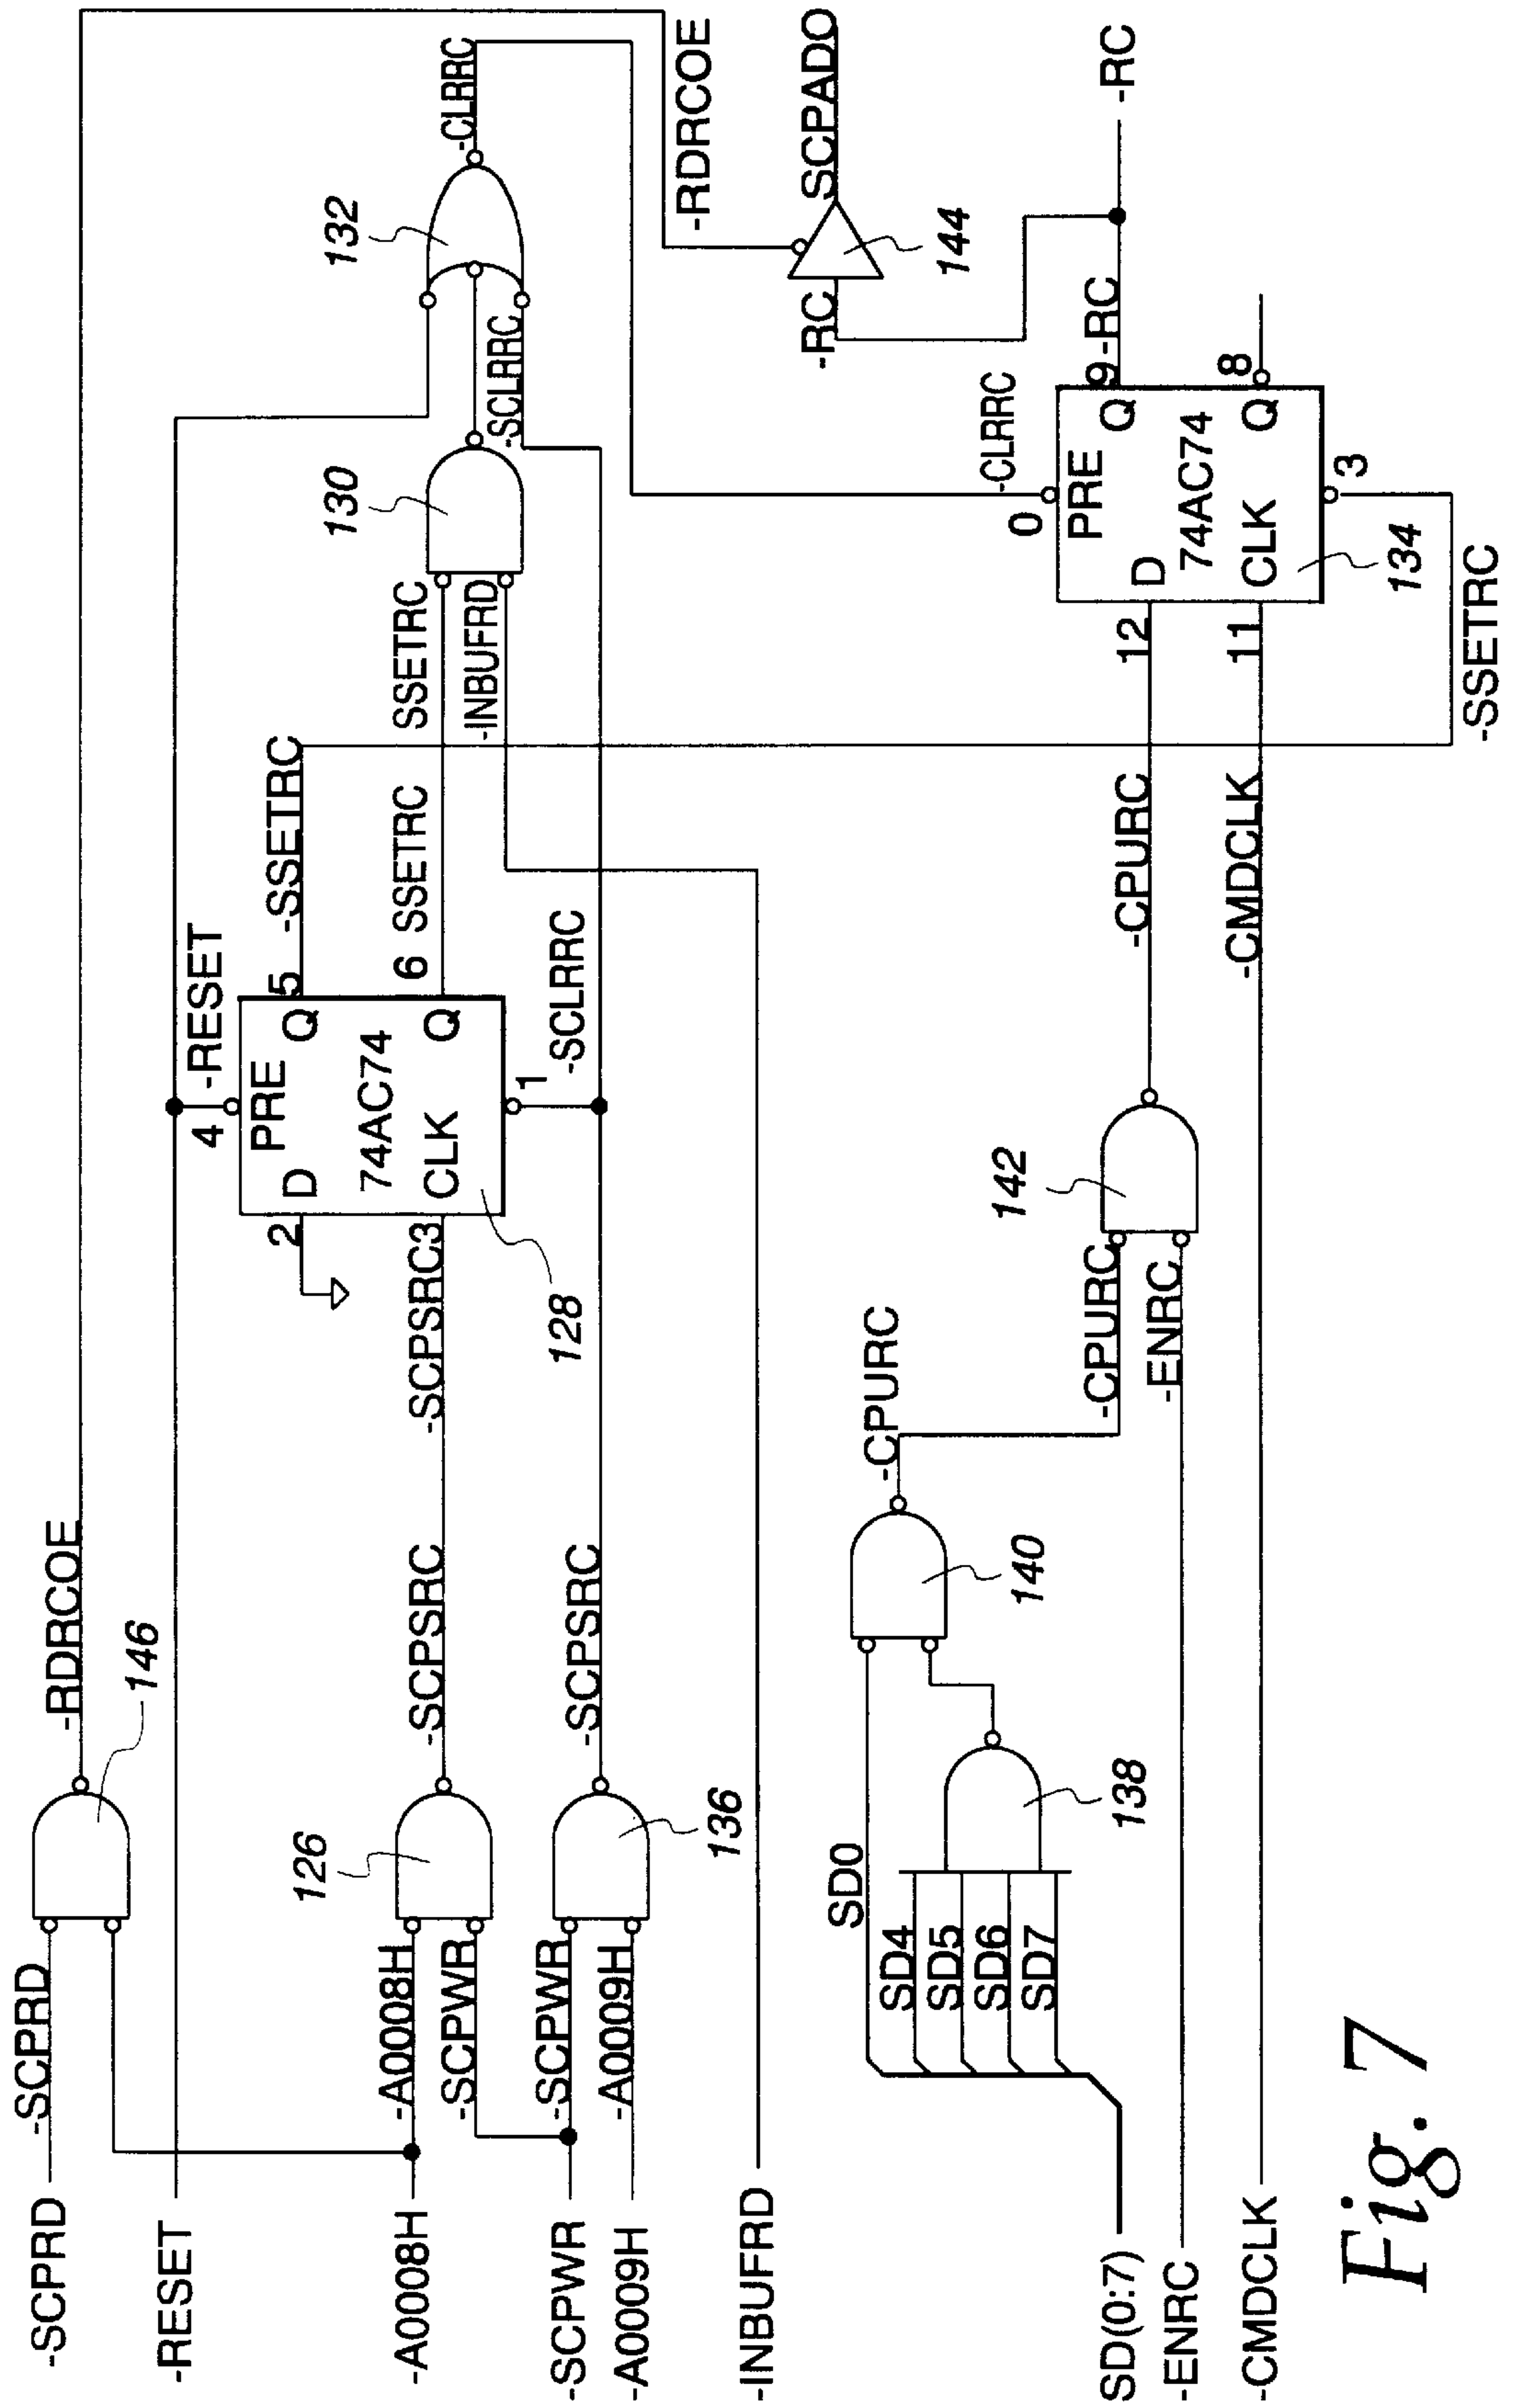 -SCPRD
-SCPRD
146
-RDRCOE
-RESET
-RESET
4
-A0008H
-A0008H
-SCPWR
126
-SCPSRC
-SCPSRC3
2
D
PRE
Q
5
-SSETRC
74AC74
CLK
Q
6
SSETRC
SSETRC
128
1
-SCLRRC
-SCPWR
-SCPWR
-A0009H
-A0009H
136
-SCPSRC
-INBUFRD
-INBUFRD
130
-SCLRRC
132
-CLRRC
-RDRCOE
-RC
SCPADO
144
SD(0:7)
SD0
SD4
SD5
SD6
SD7
138
140
-CPURC
-CPURC
-ENRC
-ENRC
142
-CPURC
12
-CMDCLK
-CMDCLK
11
0
-CLRRC
D
PRE
Q
9
-RC
-RC
74AC74
CLK
Q
8
3
134
-SSETRC
Fig. 7